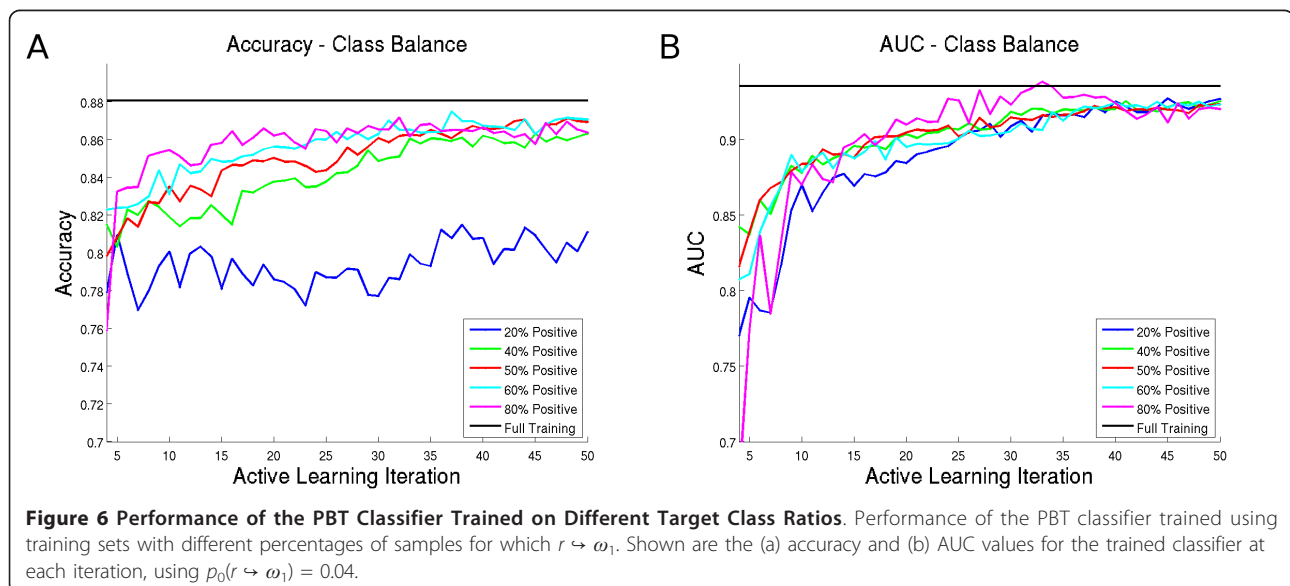 A
Accuracy - Class Balance
Accuracy
0.88
0.86
0.84
0.82
0.8
0.78
0.76
0.74
0.72
0.7
5 10 15 20 25 30 35 40 45 50
Active Learning Iteration
20% Positive
40% Positive
50% Positive
60% Positive
80% Positive
Full Training
B
AUC - Class Balance
AUC
0.9
0.85
0.8
0.75
0.7
5 10 15 20 25 30 35 40 45 50
Active Learning Iteration
20% Positive
40% Positive
50% Positive
60% Positive
80% Positive
Full Training
Figure 6 Performance of the PBT Classifier Trained on Different Target Class Ratios. Performance of the PBT classifier trained using
training sets with different percentages of samples for which r ↪ ω₁. Shown are the (a) accuracy and (b) AUC values for the trained classifier at
each iteration, using p₀(r ↪ ω₁) = 0.04.